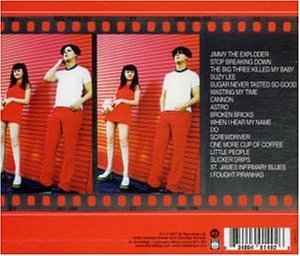 JIMMY THE EXPLODER
STOP BREAKING DOWN
THE BIG THREE KILLED MY BABY
SUZY LEE
SUGAR NEVER TASTED SO GOOD
WASTING MY TIME
CANNON
ASTRO
BROKEN BRICKS
WHEN I HEAR MY NAME
DO
SCREWDRIVER
ONE MORE CUP OF COFFEE
LITTLE PEOPLE
SLICKER DRIPS
ST. JAMES INFIRMARY BLUES
I FOUGHT PIRANHAS